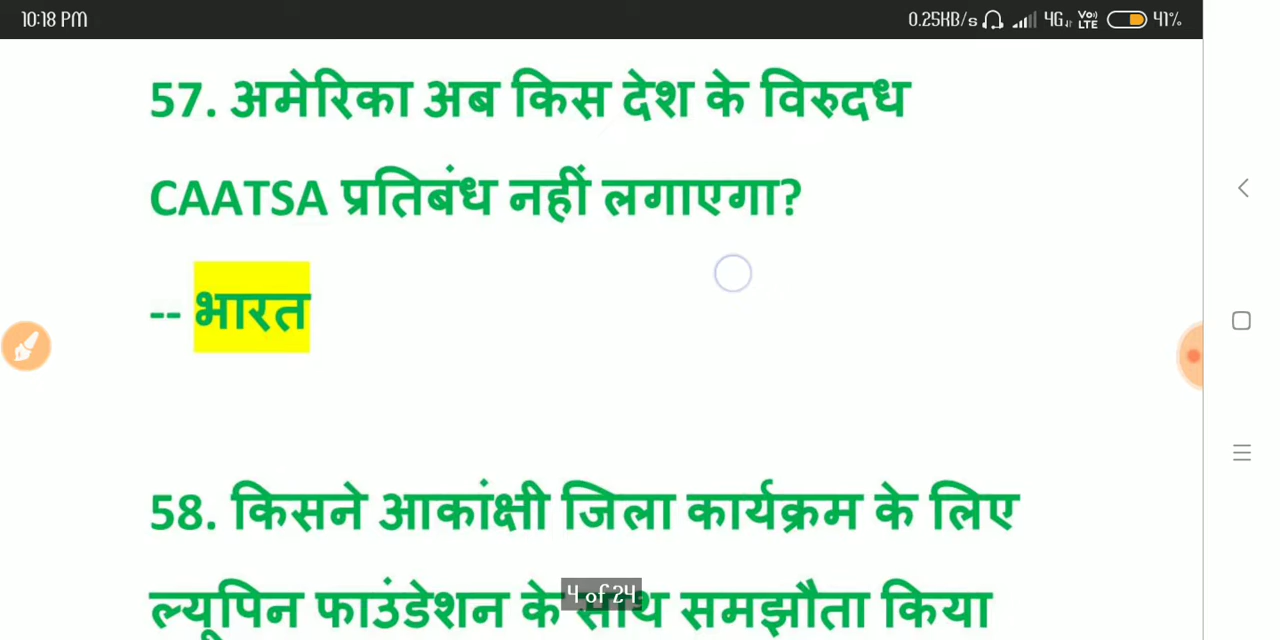 10:18 PM 0.25KB/s 4G VoLTE 41%
57. अमेरिका अब किस देश के विरुदध
CAATSA प्रतिबंध नहीं लगाएगा?
-- भारत
58. किसने आकांक्षी जिला कार्यक्रम के लिए
ल्यूपिन फाउंडेशन के साथ समझौता किया
4 of 24